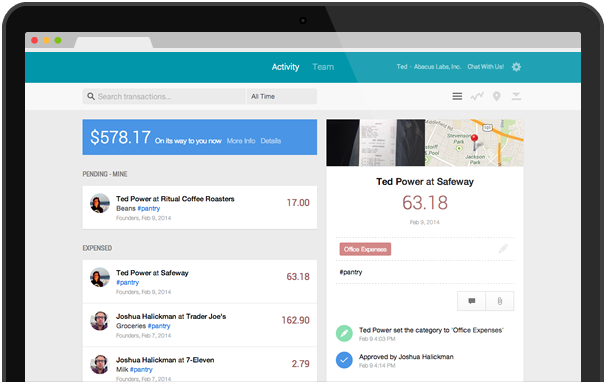 Activity
Team
Ted - Abacus Labs, Inc.
Chat With Us!
Search transactions...
All Time
$578.17 On its way to you now More Info Details
PENDING - MINE
Ted Power at Ritual Coffee Roasters
Beans #pantry
Founders, Feb 9, 2014
17.00
EXPENSED
Ted Power at Safeway
#pantry
Founders, Feb 9, 2014
63.18
Joshua Halickman at Trader Joe's
Groceries #pantry
Founders, Feb 7, 2014
162.90
Joshua Halickman at 7-Eleven
Milk #pantry
Founders, Feb 7, 2014
2.79
101
Stevenson
Park
Jackson
Park
Ted Power at Safeway
63.18
Feb 9, 2014
Office Expenses
#pantry
Ted Power set the category to 'Office Expenses'
Feb 9 4:03 PM
Approved by Joshua Halickman
Feb 9 4:14 PM